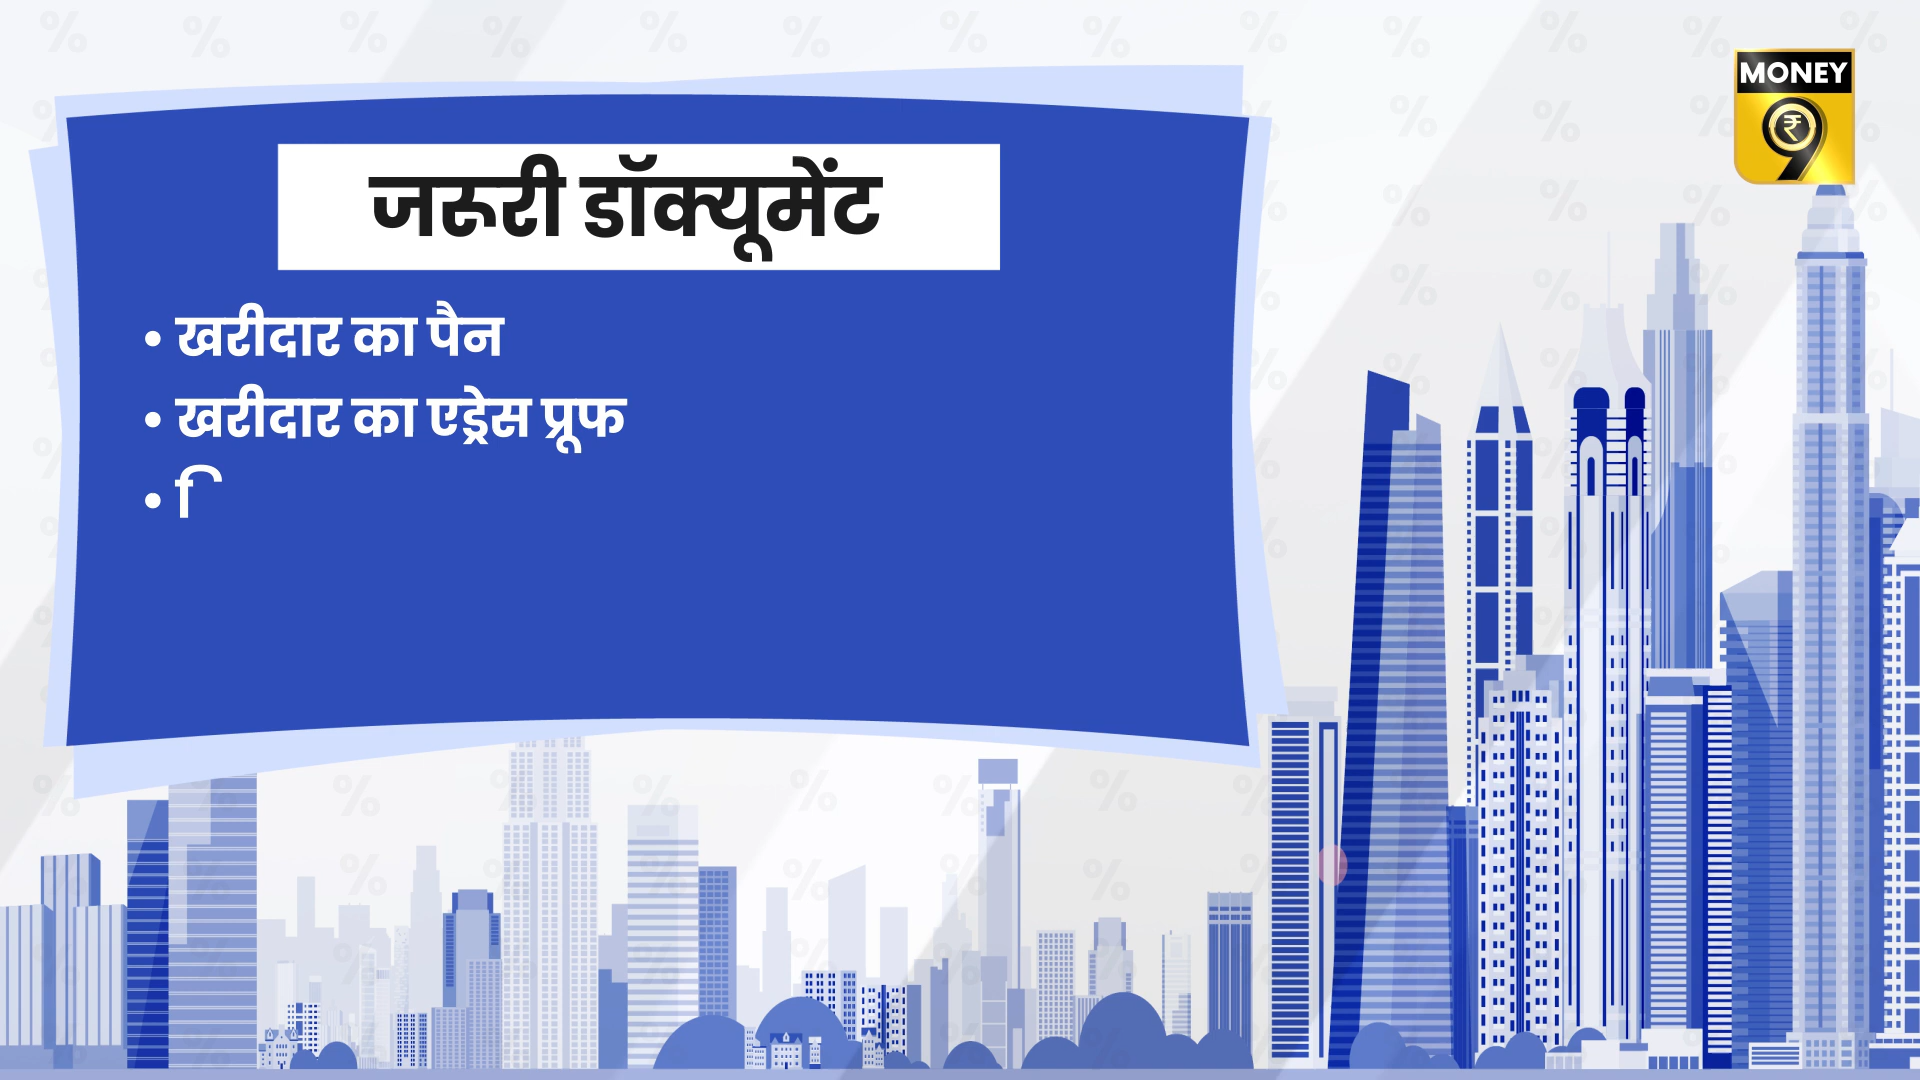 MONEY
9
जरूरी डॉक्यूमेंट
• खरीदार का पैन
• खरीदार का एड्रेस प्रूफ
• ि